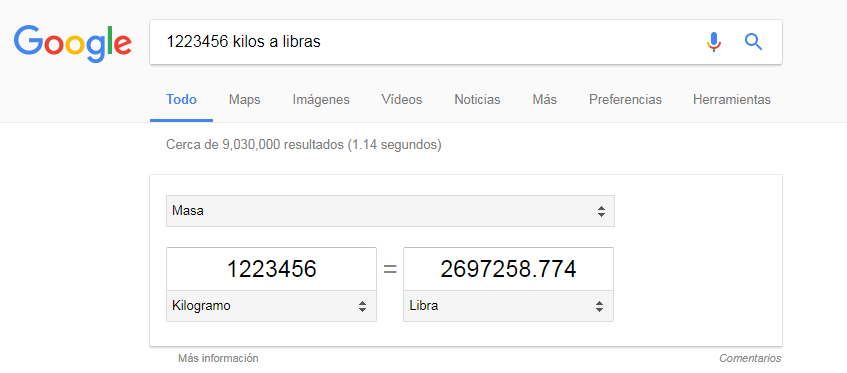 Google
1223456 kilos a libras
Todo Maps Imágenes Vídeos Noticias Más Preferencias Herramientas
Cerca de 9,030,000 resultados (1.14 segundos)
Masa
1223456 = 2697258.774
Kilogramo Libra
Más información Comentarios